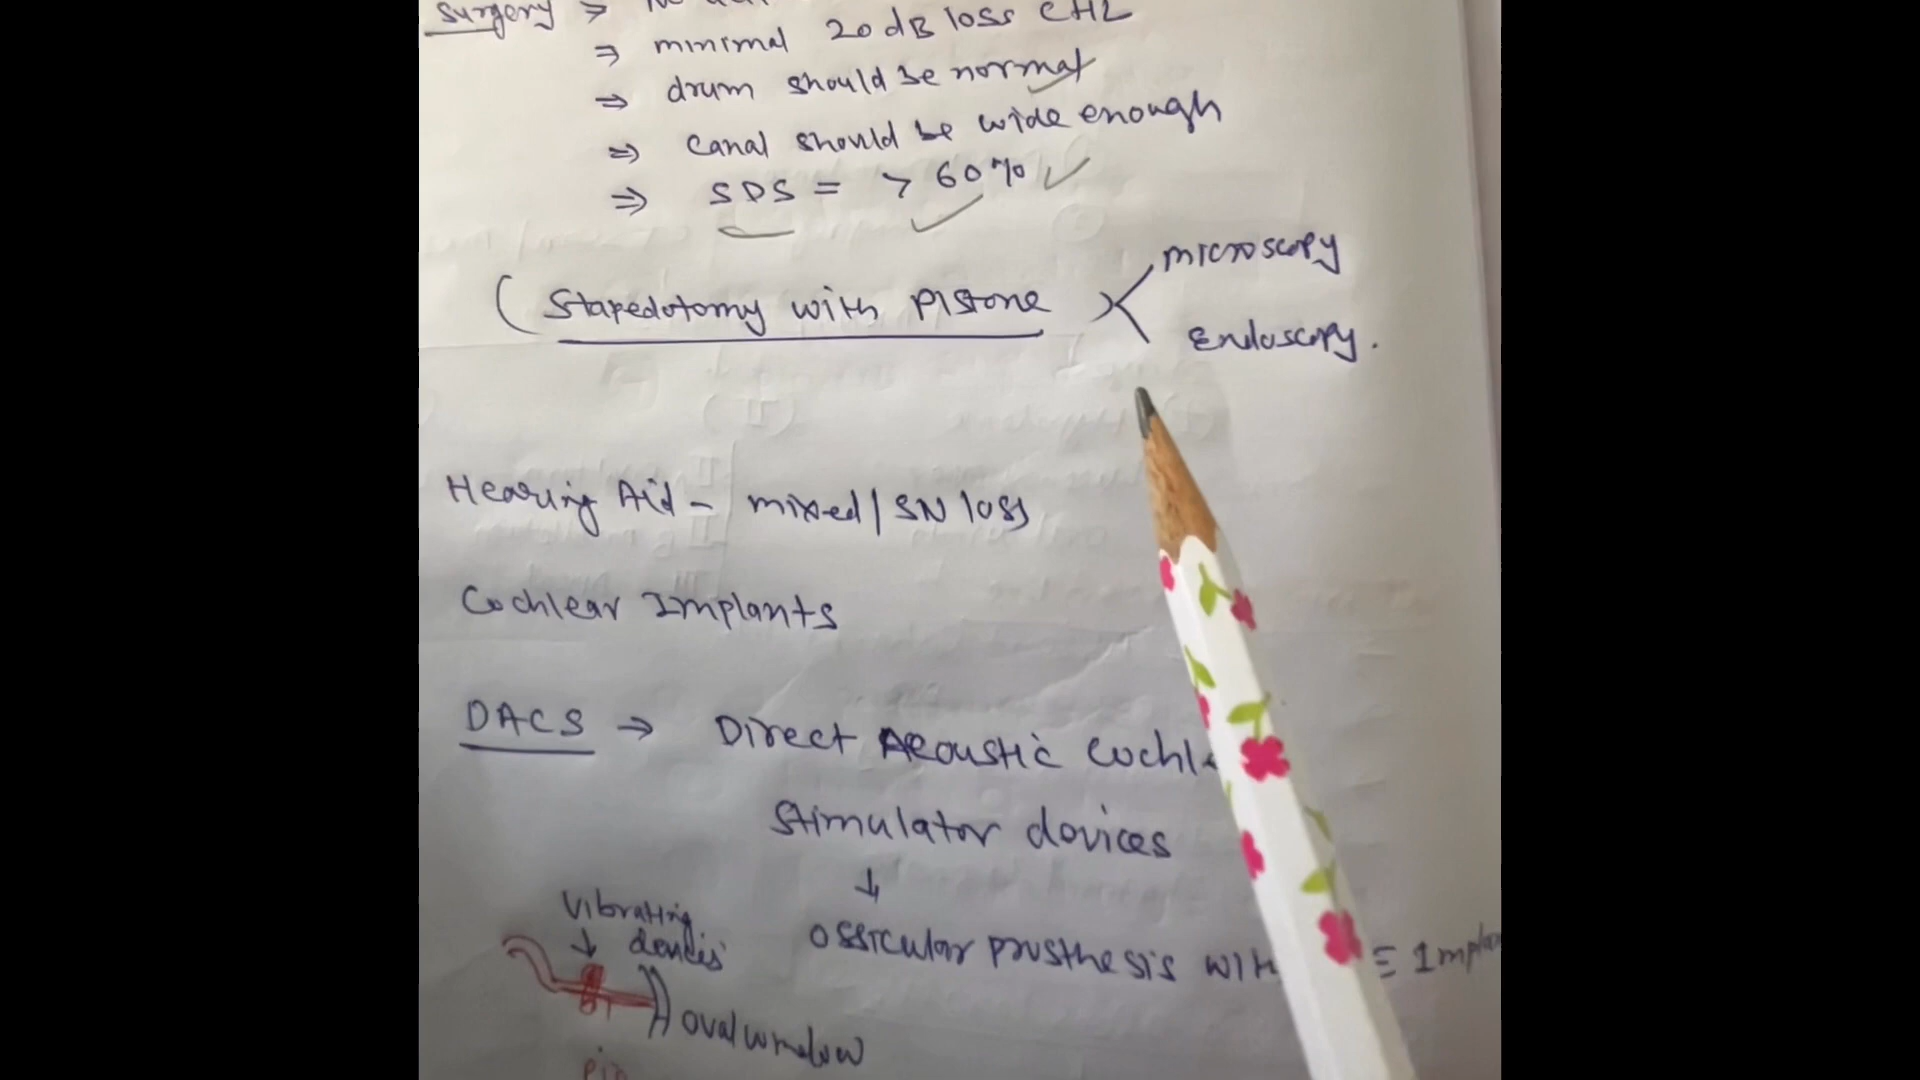 surgery ⇒
⇒ minimal 20 dB loss CHL
⇒ drum should be normal
⇒ canal should be wide enough
⇒ SDS = > 60% ✓
( Stapedotomy with Pistone
microscopy
Endoscopy.
Hearing Aid - mixed / SN loss
Cochlear Implants
DACS → Direct Acoustic Cochl
Stimulator devices
↓
Vibrating
↓ devices
ossicular prosthesis with
oval window